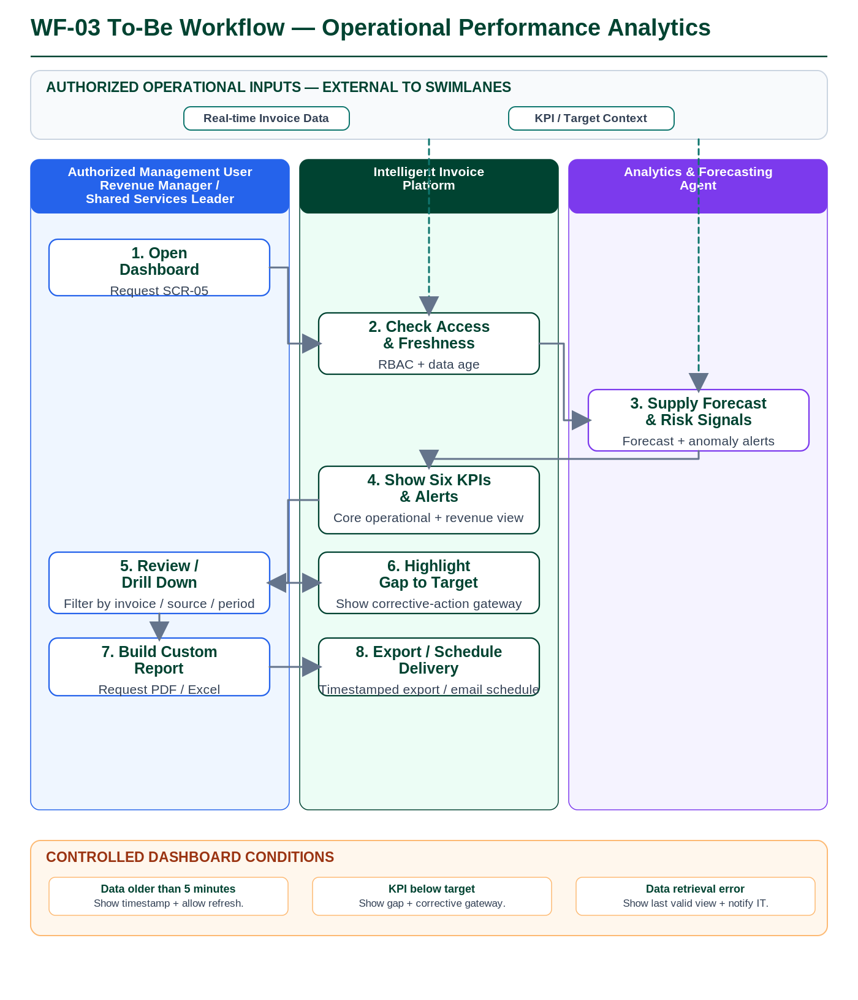 WF-03 To-Be Workflow — Operational Performance Analytics
AUTHORIZED OPERATIONAL INPUTS — EXTERNAL TO SWIMLANES
Real-time Invoice Data
KPI / Target Context
Authorized Management User
Revenue Manager /
Shared Services Leader
Intelligent Invoice
Platform
Analytics & Forecasting
Agent
1. Open
Dashboard
Request SCR-05
2. Check Access
& Freshness
RBAC + data age
3. Supply Forecast
& Risk Signals
Forecast + anomaly alerts
4. Show Six KPIs
& Alerts
Core operational + revenue view
5. Review /
Drill Down
Filter by invoice / source / period
6. Highlight
Gap to Target
Show corrective-action gateway
7. Build Custom
Report
Request PDF / Excel
8. Export / Schedule
Delivery
Timestamped export / email schedule
CONTROLLED DASHBOARD CONDITIONS
Data older than 5 minutes
Show timestamp + allow refresh.
KPI below target
Show gap + corrective gateway.
Data retrieval error
Show last valid view + notify IT.